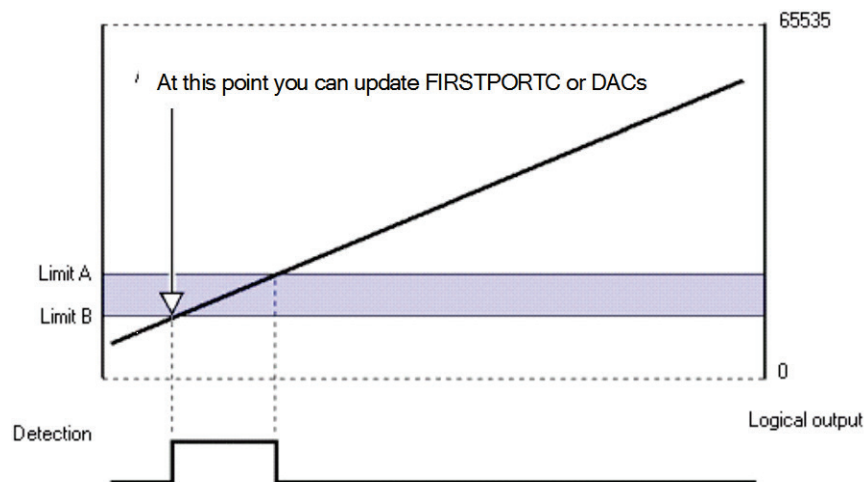 65535
At this point you can update FIRSTPORTC or DACs
Limit A
Limit B
0
Detection
Logical output